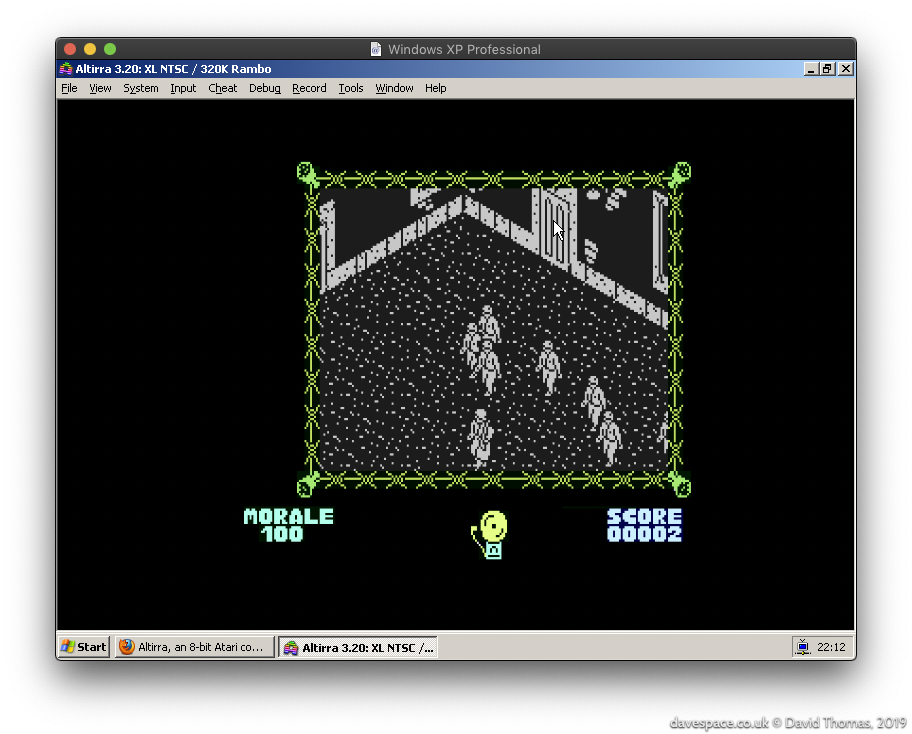 Windows XP Professional
Altirra 3.20: XL NTSC / 320K Rambo
File View System Input Cheat Debug Record Tools Window Help
MORALE
100
SCORE
00002
Start Altirra, an 8-bit Atari co... Altirra 3.20: XL NTSC /... 22:12
davespace.co.uk © David Thomas, 2019